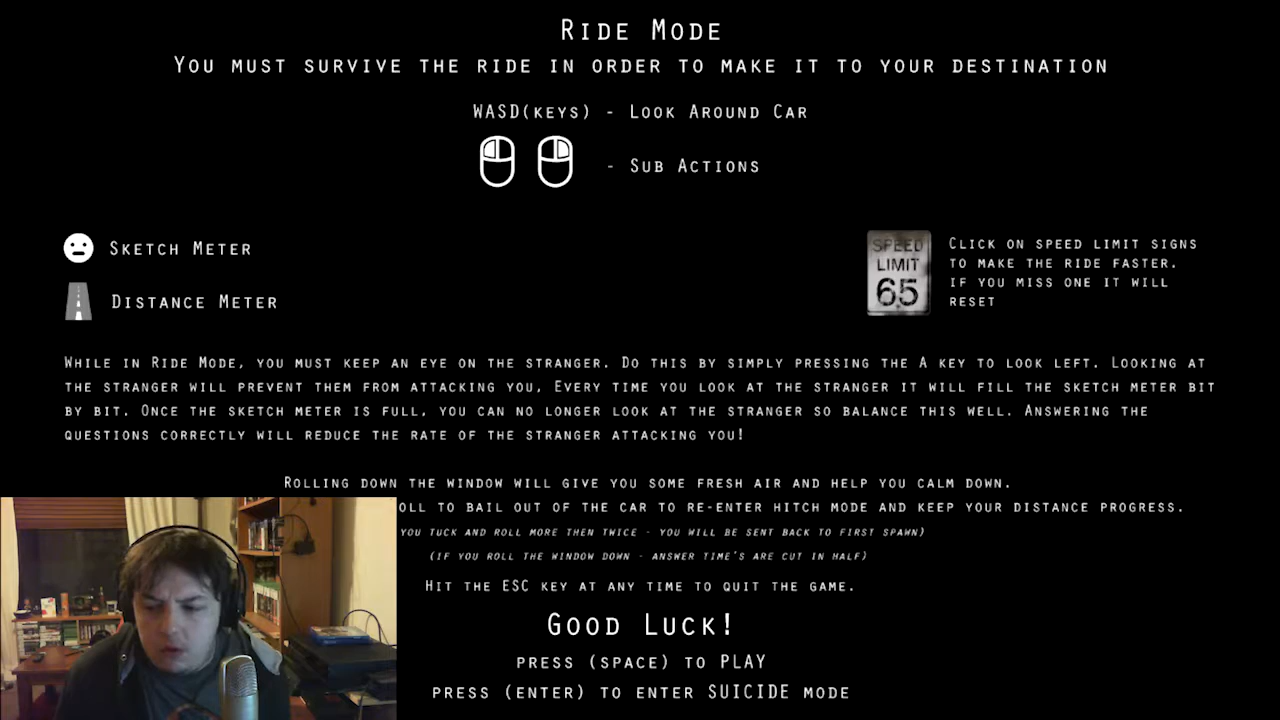 Ride Mode
You must survive the ride in order to make it to your destination
WASD(keys) - Look Around Car
- Sub Actions
Sketch Meter
Distance Meter
SPEED
LIMIT
65
Click on speed limit signs
to make the ride faster.
if you miss one it will
reset
While in Ride Mode, you must keep an eye on the stranger. Do this by simply pressing the A key to look left. Looking at
the stranger will prevent them from attacking you, Every time you look at the stranger it will fill the sketch meter bit
by bit. Once the sketch meter is full, you can no longer look at the stranger so balance this well. Answering the
questions correctly will reduce the rate of the stranger attacking you!
Rolling down the window will give you some fresh air and help you calm down.
oll to bail out of the car to re-enter hitch mode and keep your distance progress.
you tuck and roll more then twice - you will be sent back to first spawn)
(if you roll the window down - answer time's are cut in half)
Hit the ESC key at any time to quit the game.
Good Luck!
press (space) to PLAY
press (enter) to enter SUICIDE mode